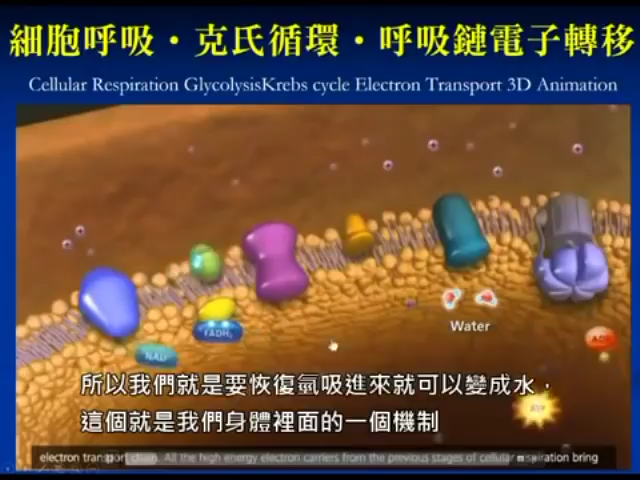 細胞呼吸・克氏循環・呼吸鏈電子轉移
Cellular Respiration GlycolysisKrebs cycle Electron Transport 3D Animation
FADH₂
NAD
Water
ADP
ATP
所以我們就是要恢復氫吸進來就可以變成水，
這個就是我們身體裡面的一個機制
electron transport chain. All the high energy electron carriers from the previous stages of cellular respiration bring